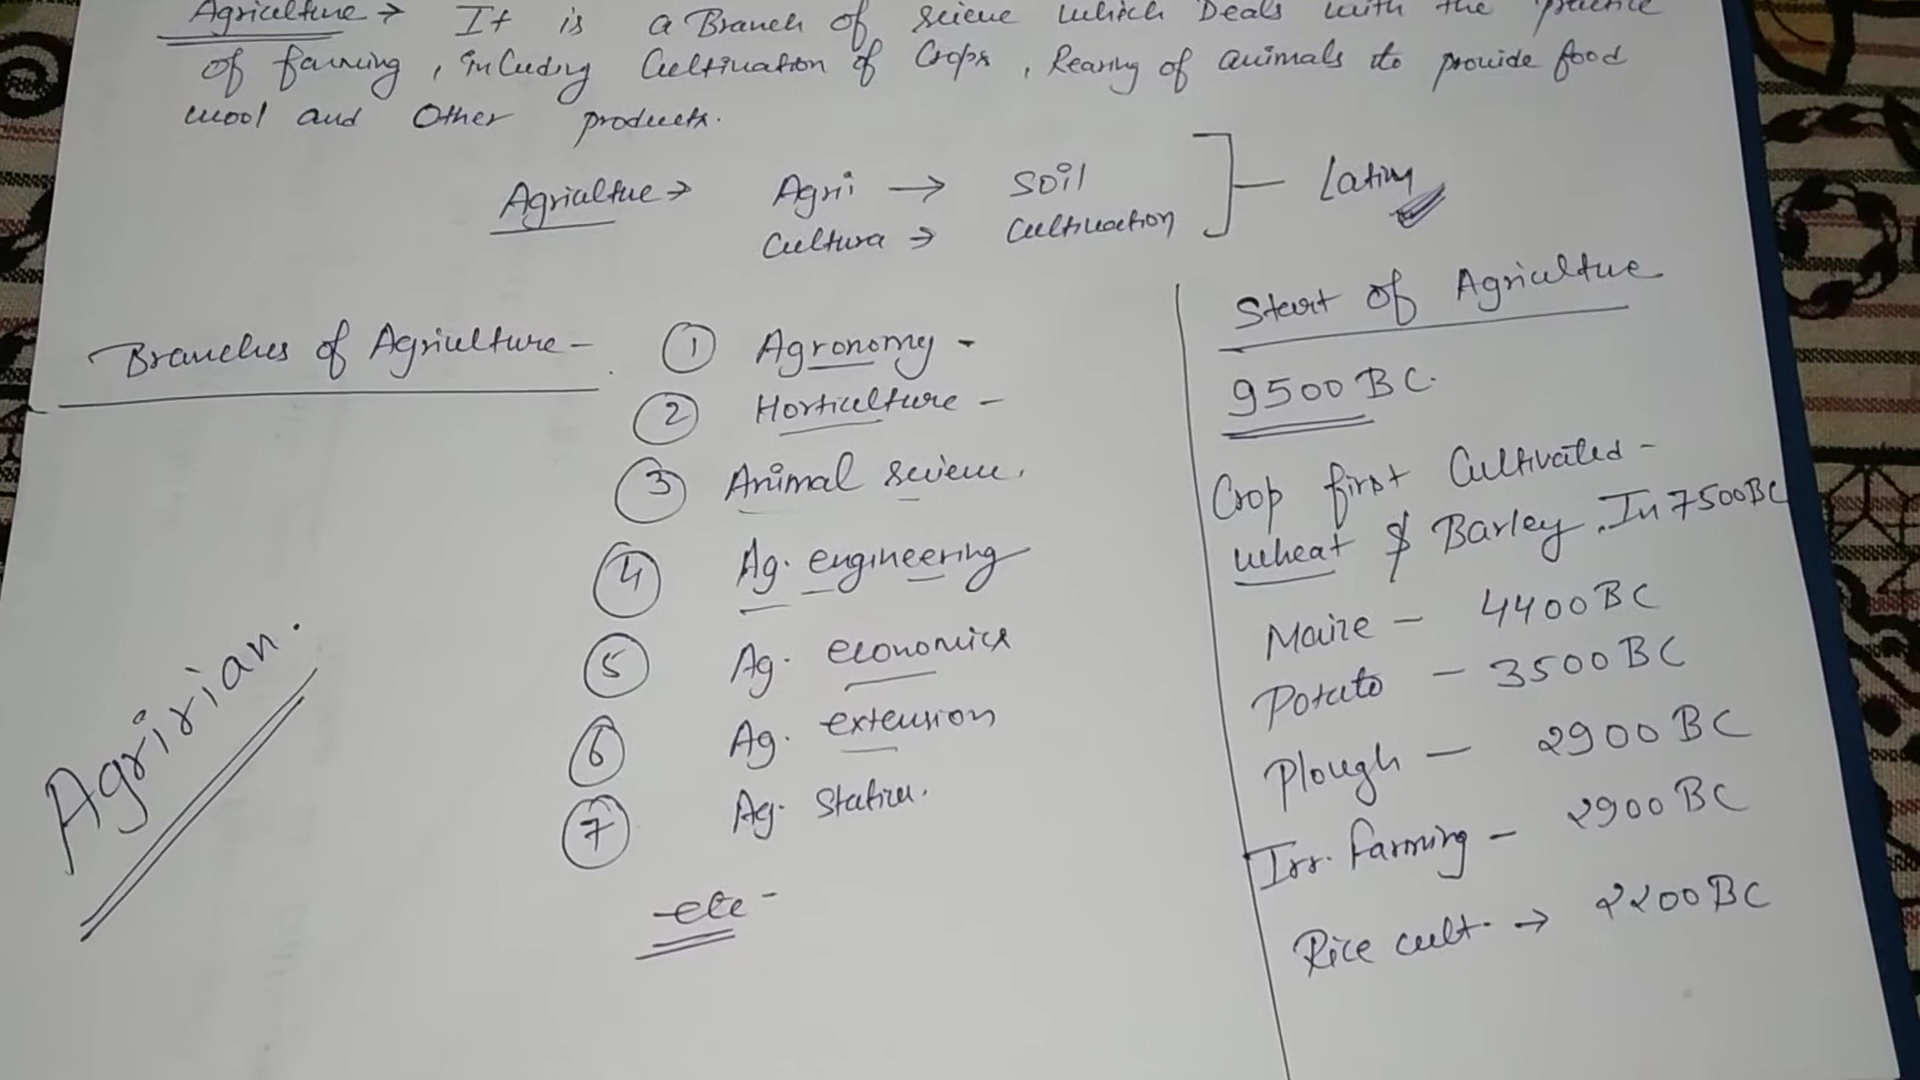 Agriculture → It is a Branch of science which Deals with the practice
of farming, including Cultivation of Crops, Rearing of animals to provide food
wool and Other products.
Agricultue → Agri → Soil
Cultura → Cultivation
] — Latin
Branches of Agriculture -
① Agronomy -
② Horticulture -
③ Animal science.
④ Ag. engineering
⑤ Ag. economics
⑥ Ag. extension
⑦ Ag. Statics.
- etc -
Agririan.
Start of Agriculture
9500 BC.
Crop first Cultivated -
wheat & Barley. In 7500 BC
Maize - 4400 BC
Potato - 3500 BC
Plough - 2900 BC
Irr. farming - 2900 BC
Rice cult. → 2200 BC